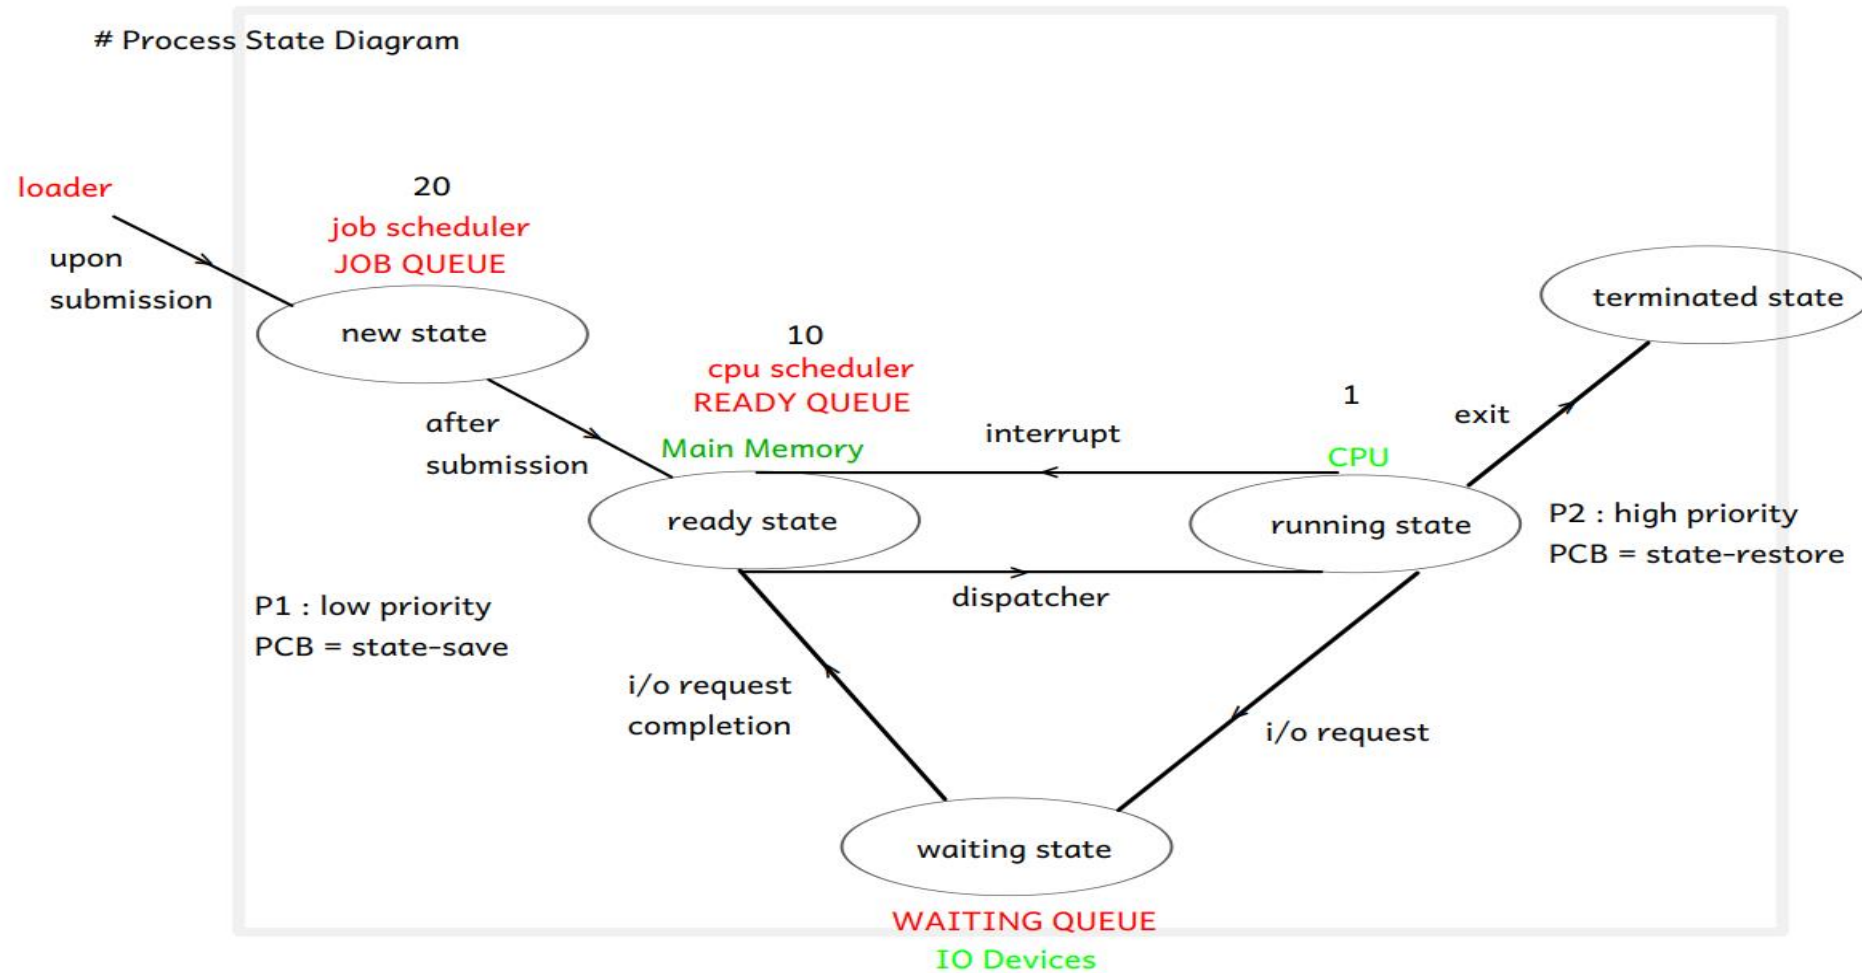 # Process State Diagram
loader
upon
submission
20
job scheduler
JOB QUEUE
new state
after
submission
10
cpu scheduler
READY QUEUE
Main Memory
ready state
interrupt
dispatcher
1
CPU
running state
exit
terminated state
P2 : high priority
PCB = state-restore
P1 : low priority
PCB = state-save
i/o request
completion
i/o request
waiting state
WAITING QUEUE
IO Devices